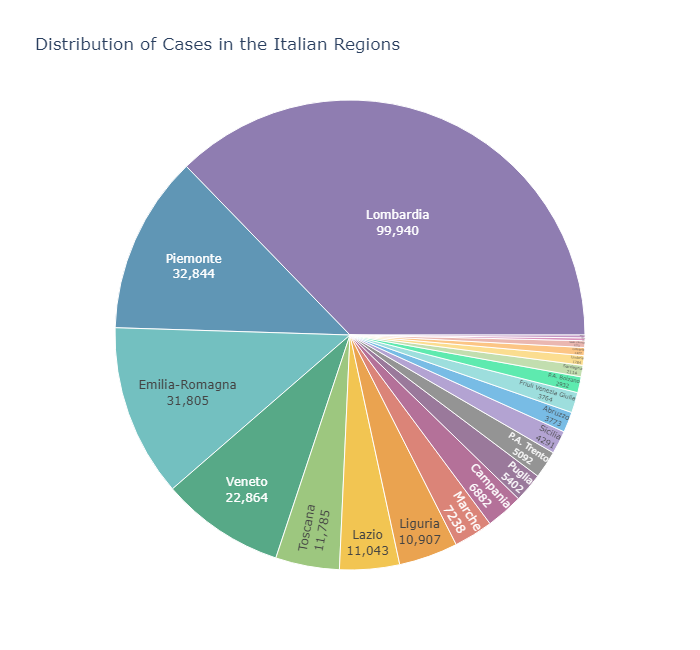 Distribution of Cases in the Italian Regions
Lombardia
99,940
Piemonte
32,844
Emilia-Romagna
31,805
Veneto
22,864
Toscana
11,785
Lazio
11,043
Liguria
10,907
Marche
7238
Campania
6882
Puglia
5402
P.A. Trento
5092
Sicilia
4291
Abruzzo
3773
Friuli Venezia Giulia
3764
P.A. Bolzano